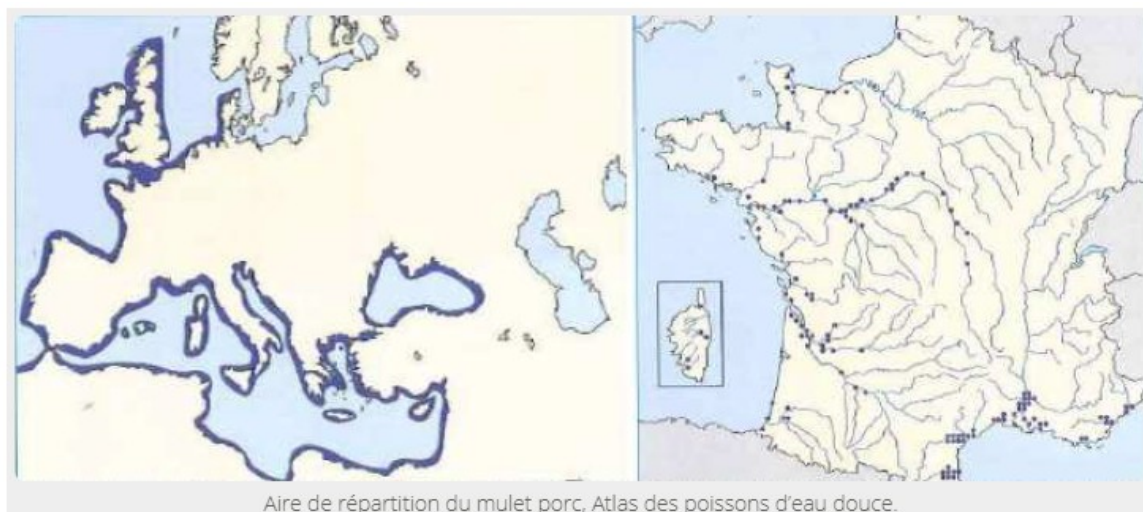 Aire de répartition du mulet porc, Atlas des poissons d'eau douce.